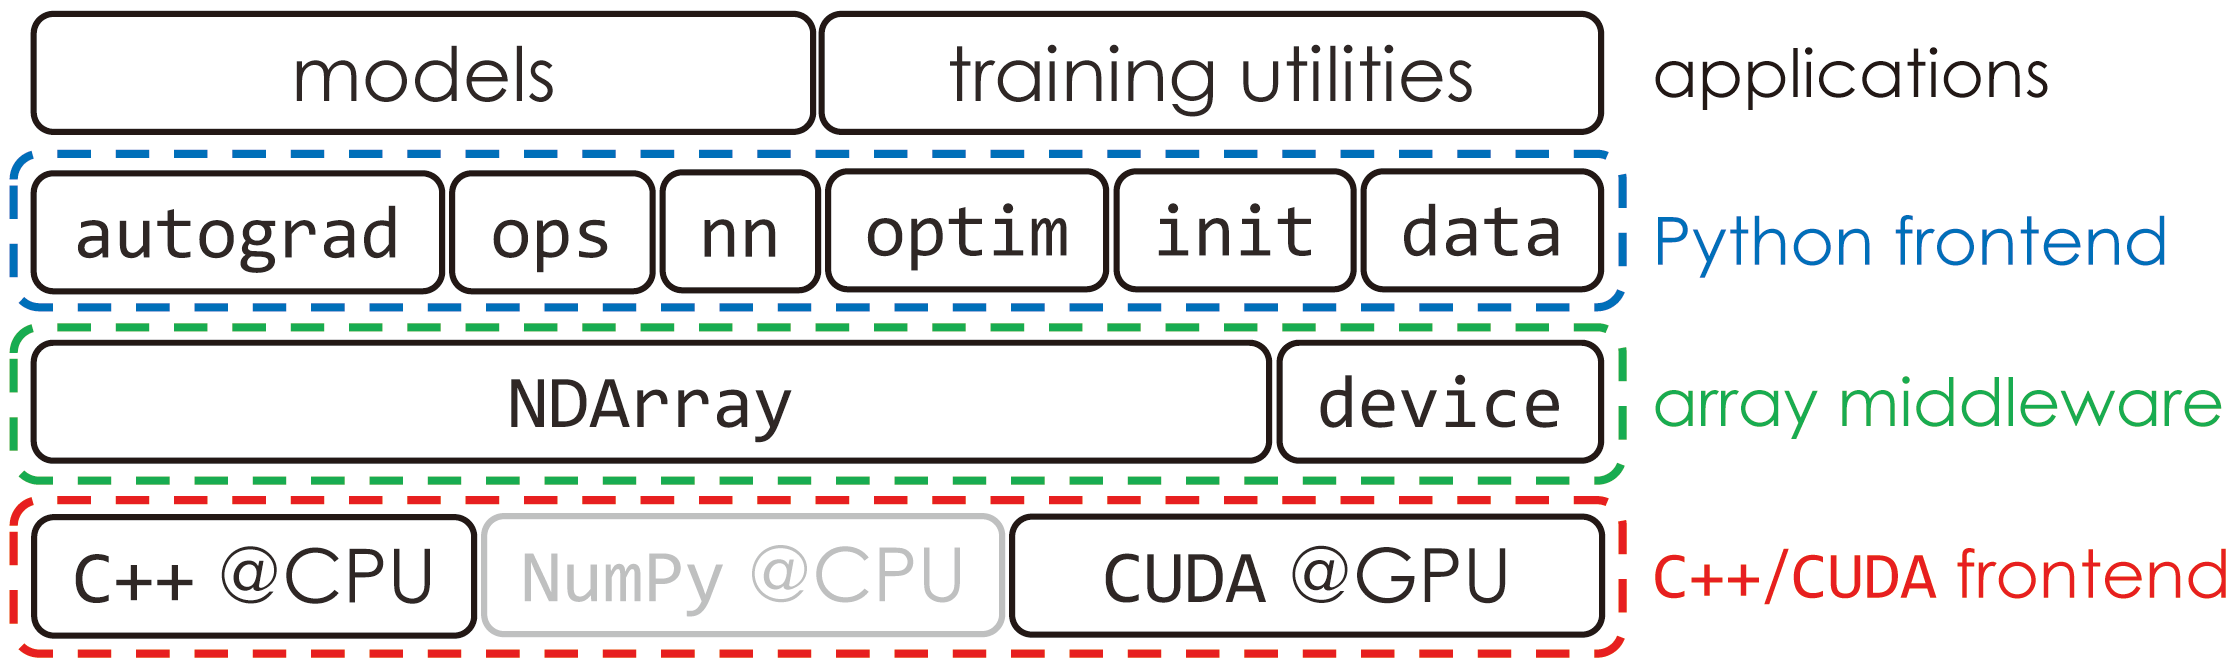 models training utilities applications
autograd ops nn optim init data Python frontend
NDArray device array middleware
C++ @CPU NumPy @CPU CUDA @GPU C++/CUDA frontend